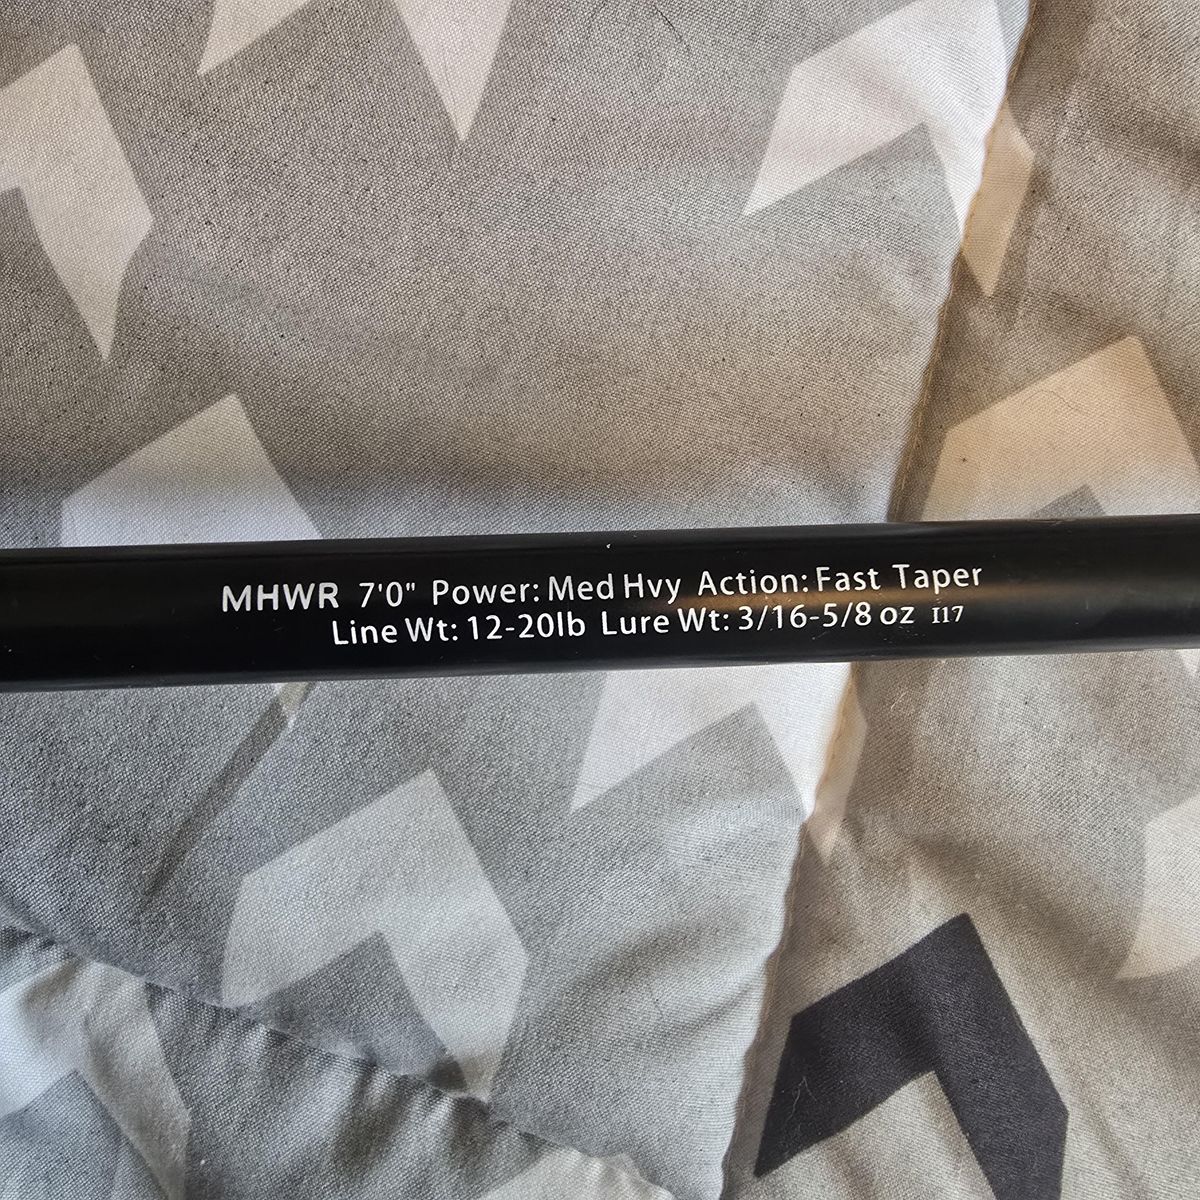 MHWR 7'0" Power: Med Hvy Action: Fast Taper
Line Wt: 12-20lb Lure Wt: 3/16-5/8 oz I17